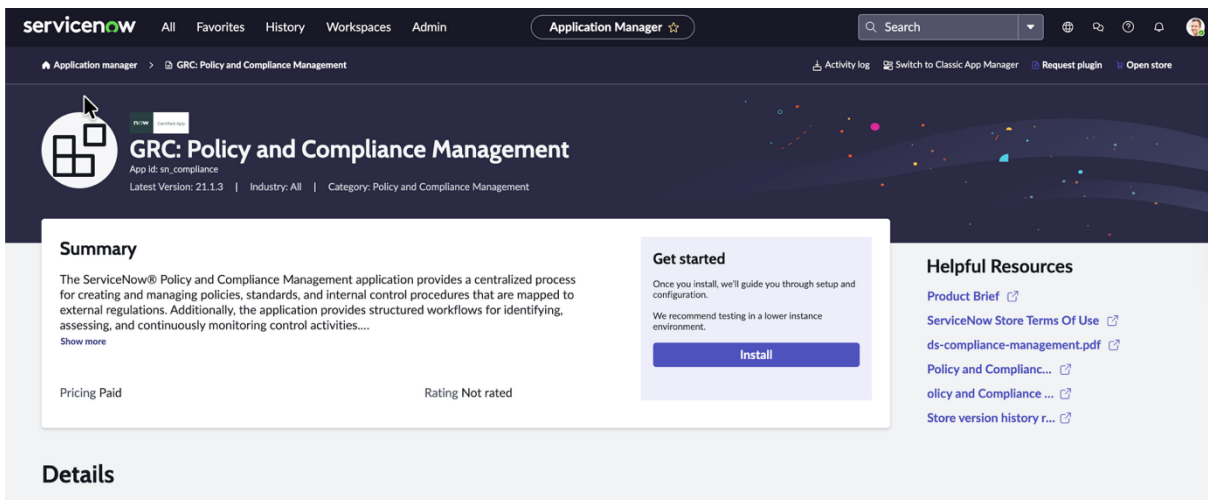 servicenow All Favorites History Workspaces Admin Application Manager Search
Application manager > GRC: Policy and Compliance Management Activity log Switch to Classic App Manager Request plugin Open store
now Certified App
GRC: Policy and Compliance Management
App id: sn_compliance
Latest Version: 21.1.3 | Industry: All | Category: Policy and Compliance Management
Summary
The ServiceNow® Policy and Compliance Management application provides a centralized process
for creating and managing policies, standards, and internal control procedures that are mapped to
external regulations. Additionally, the application provides structured workflows for identifying,
assessing, and continuously monitoring control activities....
Show more
Pricing Paid
Rating Not rated
Get started
Once you install, we'll guide you through setup and
configuration.
We recommend testing in a lower instance
environment.
Install
Helpful Resources
Product Brief
ServiceNow Store Terms Of Use
ds-compliance-management.pdf
Policy and Complianc...
olicy and Compliance ...
Store version history r...
Details